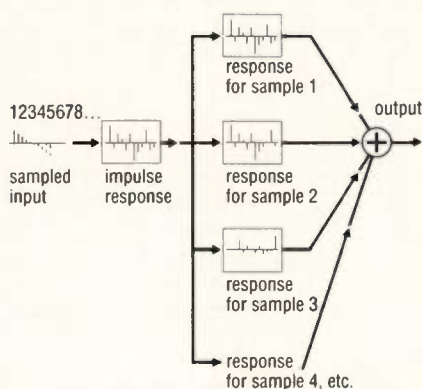 12345678...
sampled
input
impulse
response
response
for sample 1
response
for sample 2
response
for sample 3
response
for sample 4, etc.
output
+